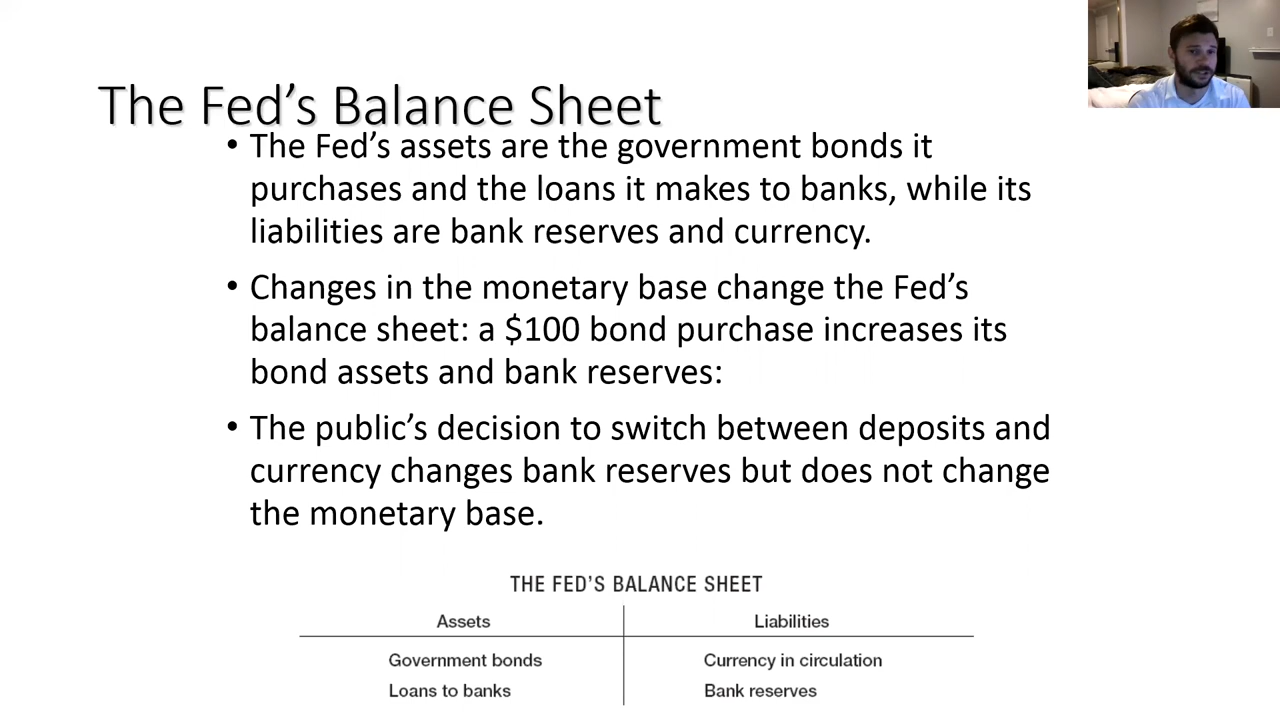 The Fed’s Balance Sheet
• The Fed’s assets are the government bonds it
purchases and the loans it makes to banks, while its
liabilities are bank reserves and currency.
• Changes in the monetary base change the Fed’s
balance sheet: a $100 bond purchase increases its
bond assets and bank reserves:
• The public’s decision to switch between deposits and
currency changes bank reserves but does not change
the monetary base.
THE FED’S BALANCE SHEET
Assets Liabilities
Government bonds Currency in circulation
Loans to banks Bank reserves